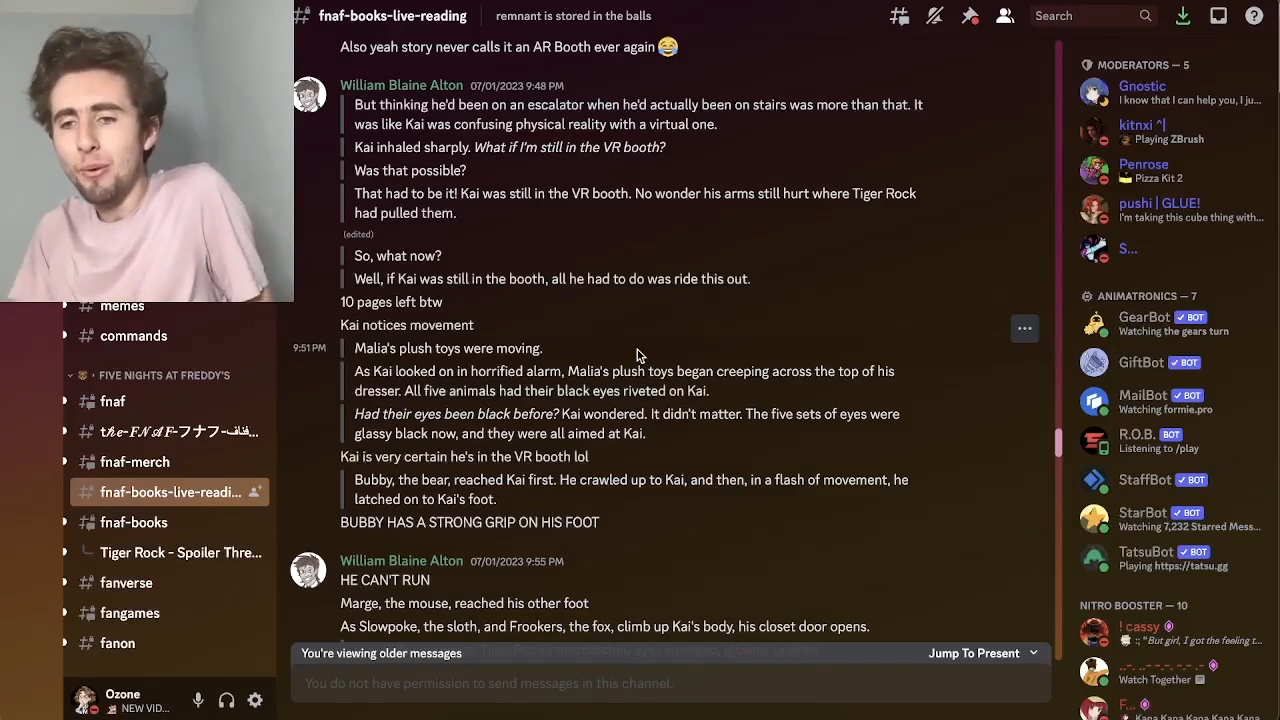 fnaf-books-live-reading
remnant is stored in the balls
Search
Also yeah story never calls it an AR Booth ever again 😂
William Blaine Alton 07/01/2023 9:48 PM
But thinking he'd been on an escalator when he'd actually been on stairs was more than that. It
was like Kai was confusing physical reality with a virtual one.
Kai inhaled sharply. What if I'm still in the VR booth?
Was that possible?
That had to be it! Kai was still in the VR booth. No wonder his arms still hurt where Tiger Rock
had pulled them.
(edited)
So, what now?
Well, if Kai was still in the booth, all he had to do was ride this out.
10 pages left btw
Kai notices movement
9:51 PM
Malia's plush toys were moving.
As Kai looked on in horrified alarm, Malia's plush toys began creeping across the top of his
dresser. All five animals had their black eyes riveted on Kai.
Had their eyes been black before? Kai wondered. It didn't matter. The five sets of eyes were
glassy black now, and they were all aimed at Kai.
Kai is very certain he's in the VR booth lol
Bubby, the bear, reached Kai first. He crawled up to Kai, and then, in a flash of movement, he
latched on to Kai's foot.
BUBBY HAS A STRONG GRIP ON HIS FOOT
William Blaine Alton 07/01/2023 9:55 PM
HE CAN'T RUN
Marge, the mouse, reached his other foot
As Slowpoke, the sloth, and Frookers, the fox, climb up Kai's body, his closet door opens.
You're viewing older messages
Jump To Present
You do not have permission to send messages in this channel.
memes
commands
FIVE NIGHTS AT FREDDY'S
fnaf
fnaf-merch
fnaf-books-live-readi...
fnaf-books
Tiger Rock - Spoiler Thre...
fanverse
fangames
fanon
Ozone
NEW VID...
MODERATORS — 5
Gnostic
I know that I can help you, I ju...
kitnxi ^|
Playing ZBrush
Penrose
Pizza Kit 2
pushi | GLUE!
I'm taking this cube thing with...
S...
ANIMATRONICS — 7
GearBot ✓ BOT
Watching the gears turn
GiftBot ✓ BOT
MailBot ✓ BOT
Watching formie.pro
R.O.B. BOT
Listening to /play
StaffBot ✓ BOT
StarBot ✓ BOT
Watching 7,232 Starred Mess...
TatsuBot ✓ BOT
Playing https://tatsu.gg
NITRO BOOSTER — 10
! cassy
:; "But girl, I got the feeling t...
Watch Together
F...